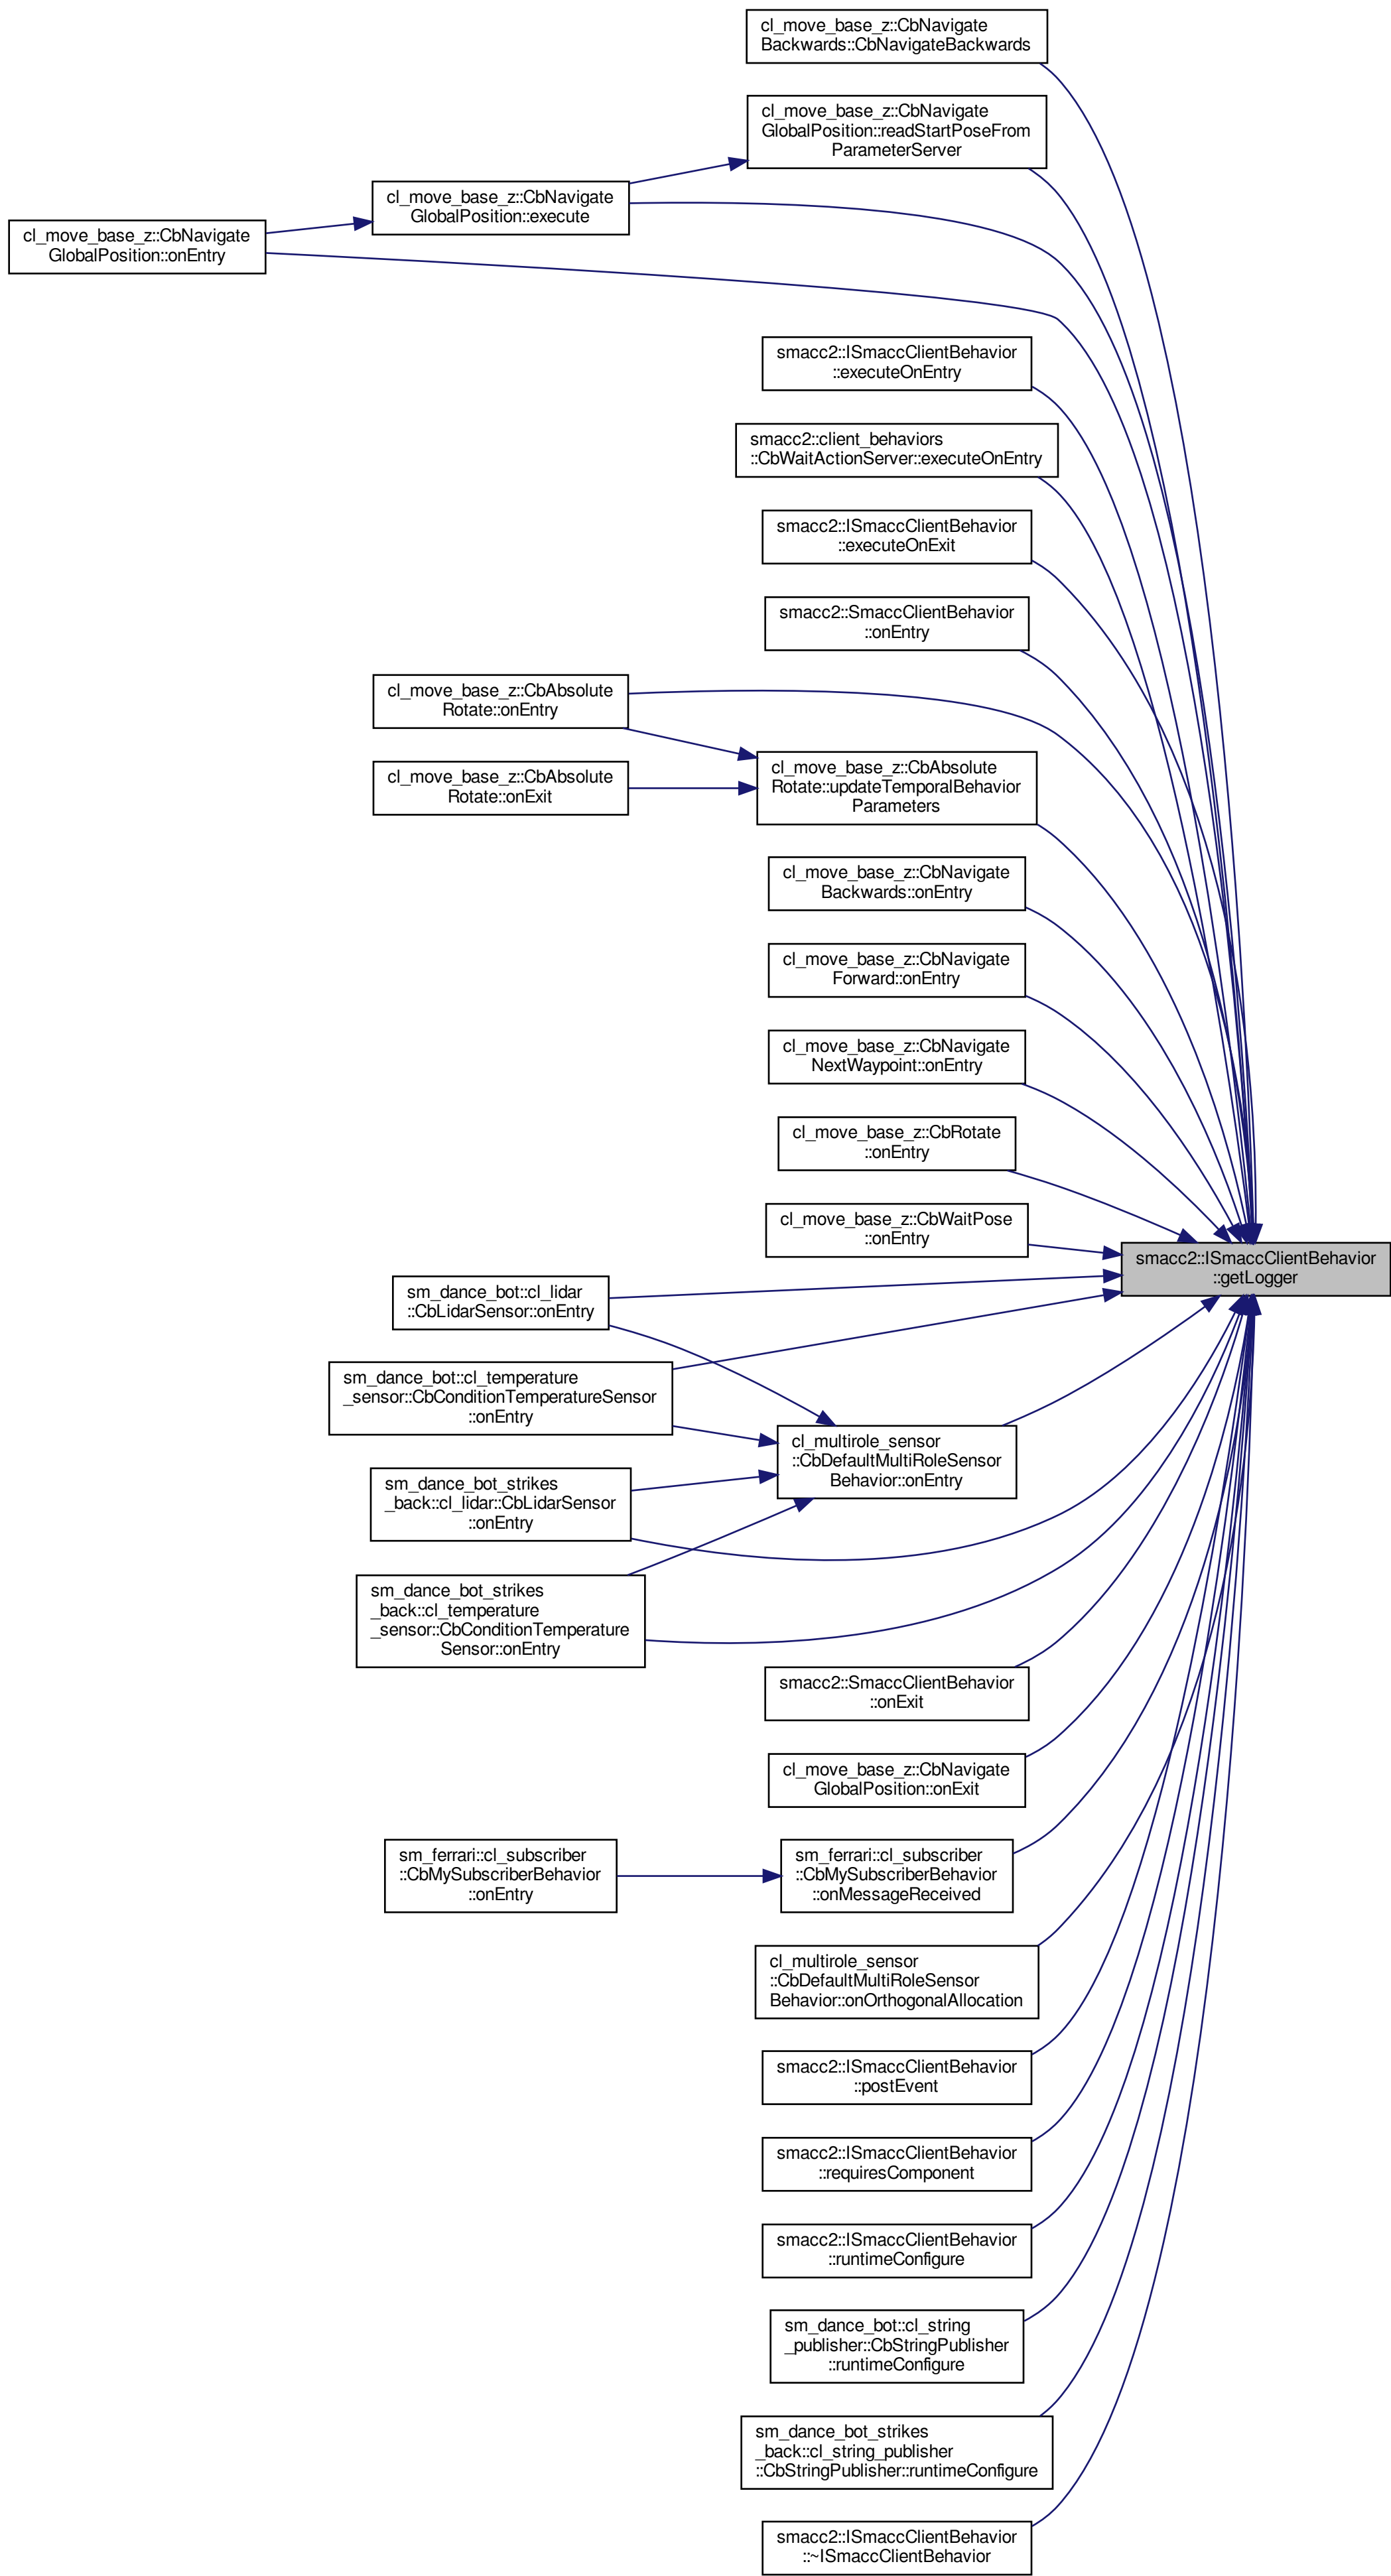 cl_move_base_z::CbNavigate
Backwards::CbNavigateBackwards
cl_move_base_z::CbNavigate
GlobalPosition::readStartPoseFrom
ParameterServer
cl_move_base_z::CbNavigate
GlobalPosition::execute
cl_move_base_z::CbNavigate
GlobalPosition::onEntry
smacc2::ISmaccClientBehavior
::executeOnEntry
smacc2::client_behaviors
::CbWaitActionServer::executeOnEntry
smacc2::ISmaccClientBehavior
::executeOnExit
smacc2::SmaccClientBehavior
::onEntry
cl_move_base_z::CbAbsolute
Rotate::onEntry
cl_move_base_z::CbAbsolute
Rotate::updateTemporalBehavior
Parameters
cl_move_base_z::CbAbsolute
Rotate::onExit
cl_move_base_z::CbNavigate
Backwards::onEntry
cl_move_base_z::CbNavigate
Forward::onEntry
cl_move_base_z::CbNavigate
NextWaypoint::onEntry
cl_move_base_z::CbRotate
::onEntry
cl_move_base_z::CbWaitPose
::onEntry
smacc2::ISmaccClientBehavior
::getLogger
sm_dance_bot::cl_lidar
::CbLidarSensor::onEntry
sm_dance_bot::cl_temperature
_sensor::CbConditionTemperatureSensor
::onEntry
cl_multirole_sensor
::CbDefaultMultiRoleSensor
Behavior::onEntry
sm_dance_bot_strikes
_back::cl_lidar::CbLidarSensor
::onEntry
sm_dance_bot_strikes
_back::cl_temperature
_sensor::CbConditionTemperature
Sensor::onEntry
smacc2::SmaccClientBehavior
::onExit
cl_move_base_z::CbNavigate
GlobalPosition::onExit
sm_ferrari::cl_subscriber
::CbMySubscriberBehavior
::onEntry
sm_ferrari::cl_subscriber
::CbMySubscriberBehavior
::onMessageReceived
cl_multirole_sensor
::CbDefaultMultiRoleSensor
Behavior::onOrthogonalAllocation
smacc2::ISmaccClientBehavior
::postEvent
smacc2::ISmaccClientBehavior
::requiresComponent
smacc2::ISmaccClientBehavior
::runtimeConfigure
sm_dance_bot::cl_string
_publisher::CbStringPublisher
::runtimeConfigure
sm_dance_bot_strikes
_back::cl_string_publisher
::CbStringPublisher::runtimeConfigure
smacc2::ISmaccClientBehavior
::~ISmaccClientBehavior